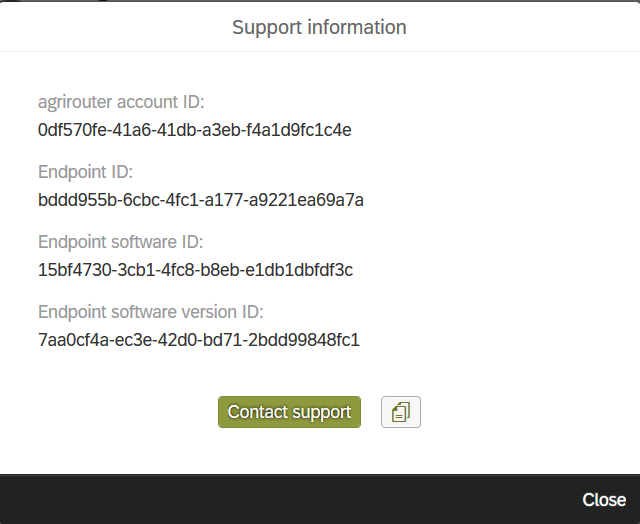 Support information
agrirouter account ID:
0df570fe-41a6-41db-a3eb-f4a1d9fc1c4e
Endpoint ID:
bddd955b-6cbc-4fc1-a177-a9221ea69a7a
Endpoint software ID:
15bf4730-3cb1-4fc8-b8eb-e1db1dbfdf3c
Endpoint software version ID:
7aa0cf4a-ec3e-42d0-bd71-2bdd99848fc1
Contact support
Close